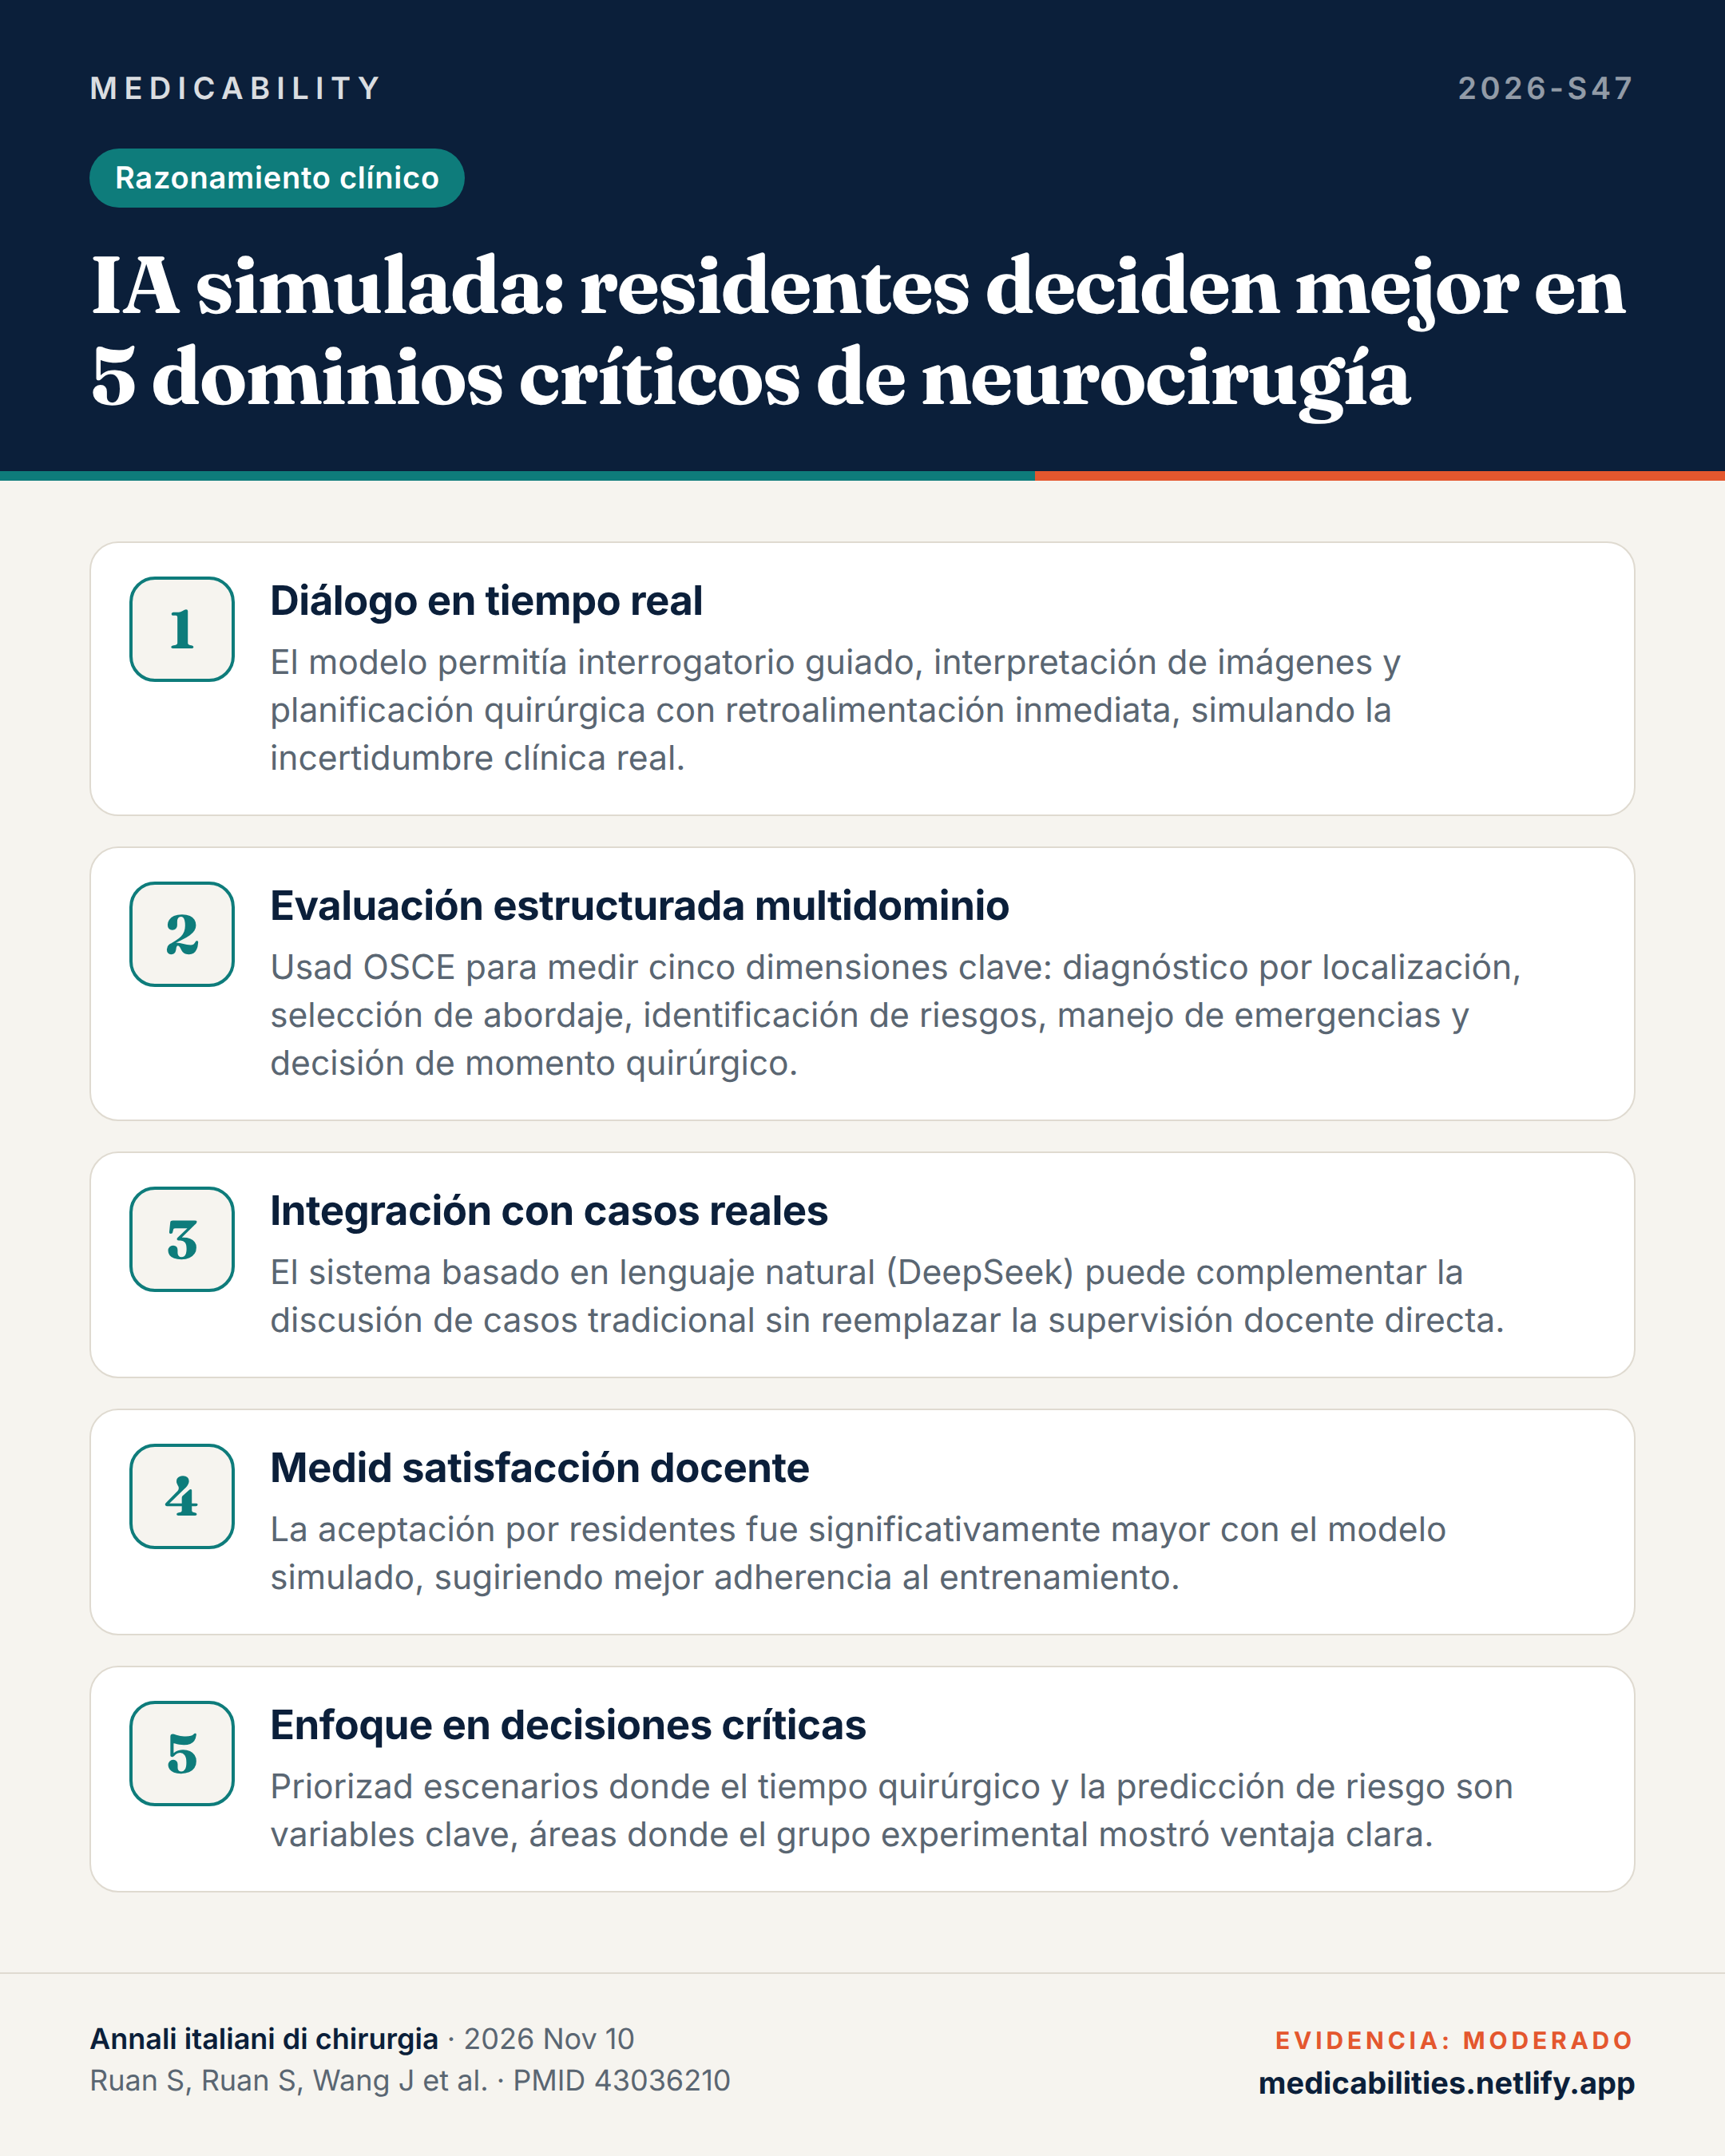 MEDICABILITY
2026-S47
Razonamiento clínico
IA simulada: residentes deciden mejor en
5 dominios críticos de neurocirugía
1
Diálogo en tiempo real
El modelo permitía interrogatorio guiado, interpretación de imágenes y
planificación quirúrgica con retroalimentación inmediata, simulando la
incertidumbre clínica real.
2
Evaluación estructurada multidominio
Usad OSCE para medir cinco dimensiones clave: diagnóstico por localización,
selección de abordaje, identificación de riesgos, manejo de emergencias y
decisión de momento quirúrgico.
3
Integración con casos reales
El sistema basado en lenguaje natural (DeepSeek) puede complementar la
discusión de casos tradicional sin reemplazar la supervisión docente directa.
4
Medid satisfacción docente
La aceptación por residentes fue significativamente mayor con el modelo
simulado, sugiriendo mejor adherencia al entrenamiento.
5
Enfoque en decisiones críticas
Priorizad escenarios donde el tiempo quirúrgico y la predicción de riesgo son
variables clave, áreas donde el grupo experimental mostró ventaja clara.
Annali italiani di chirurgia · 2026 Nov 10
Ruan S, Ruan S, Wang J et al. · PMID 43036210
EVIDENCIA: MODERADO
medicabilities.netlify.app